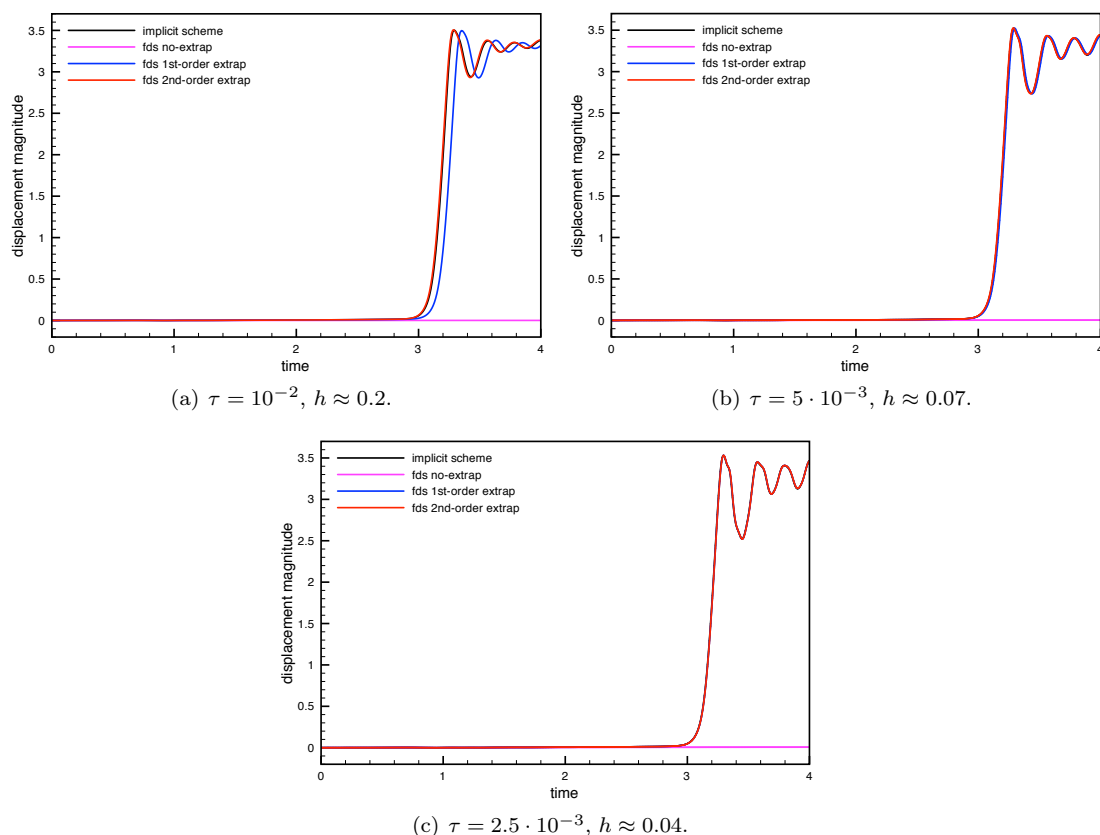 3.5
3
2.5
2
1.5
1
0.5
0
displacement magnitude
implicit scheme
fds no-extrap
fds 1st-order extrap
fds 2nd-order extrap
0 1 2 3 4
time
(a) τ = 10⁻², h ≈ 0.2.
3.5
3
2.5
2
1.5
1
0.5
0
displacement magnitude
implicit scheme
fds no-extrap
fds 1st-order extrap
fds 2nd-order extrap
0 1 2 3 4
time
(b) τ = 5 · 10⁻³, h ≈ 0.07.
3.5
3
2.5
2
1.5
1
0.5
0
displacement magnitude
implicit scheme
fds no-extrap
fds 1st-order extrap
fds 2nd-order extrap
0 1 2 3 4
time
(c) τ = 2.5 · 10⁻³, h ≈ 0.04.